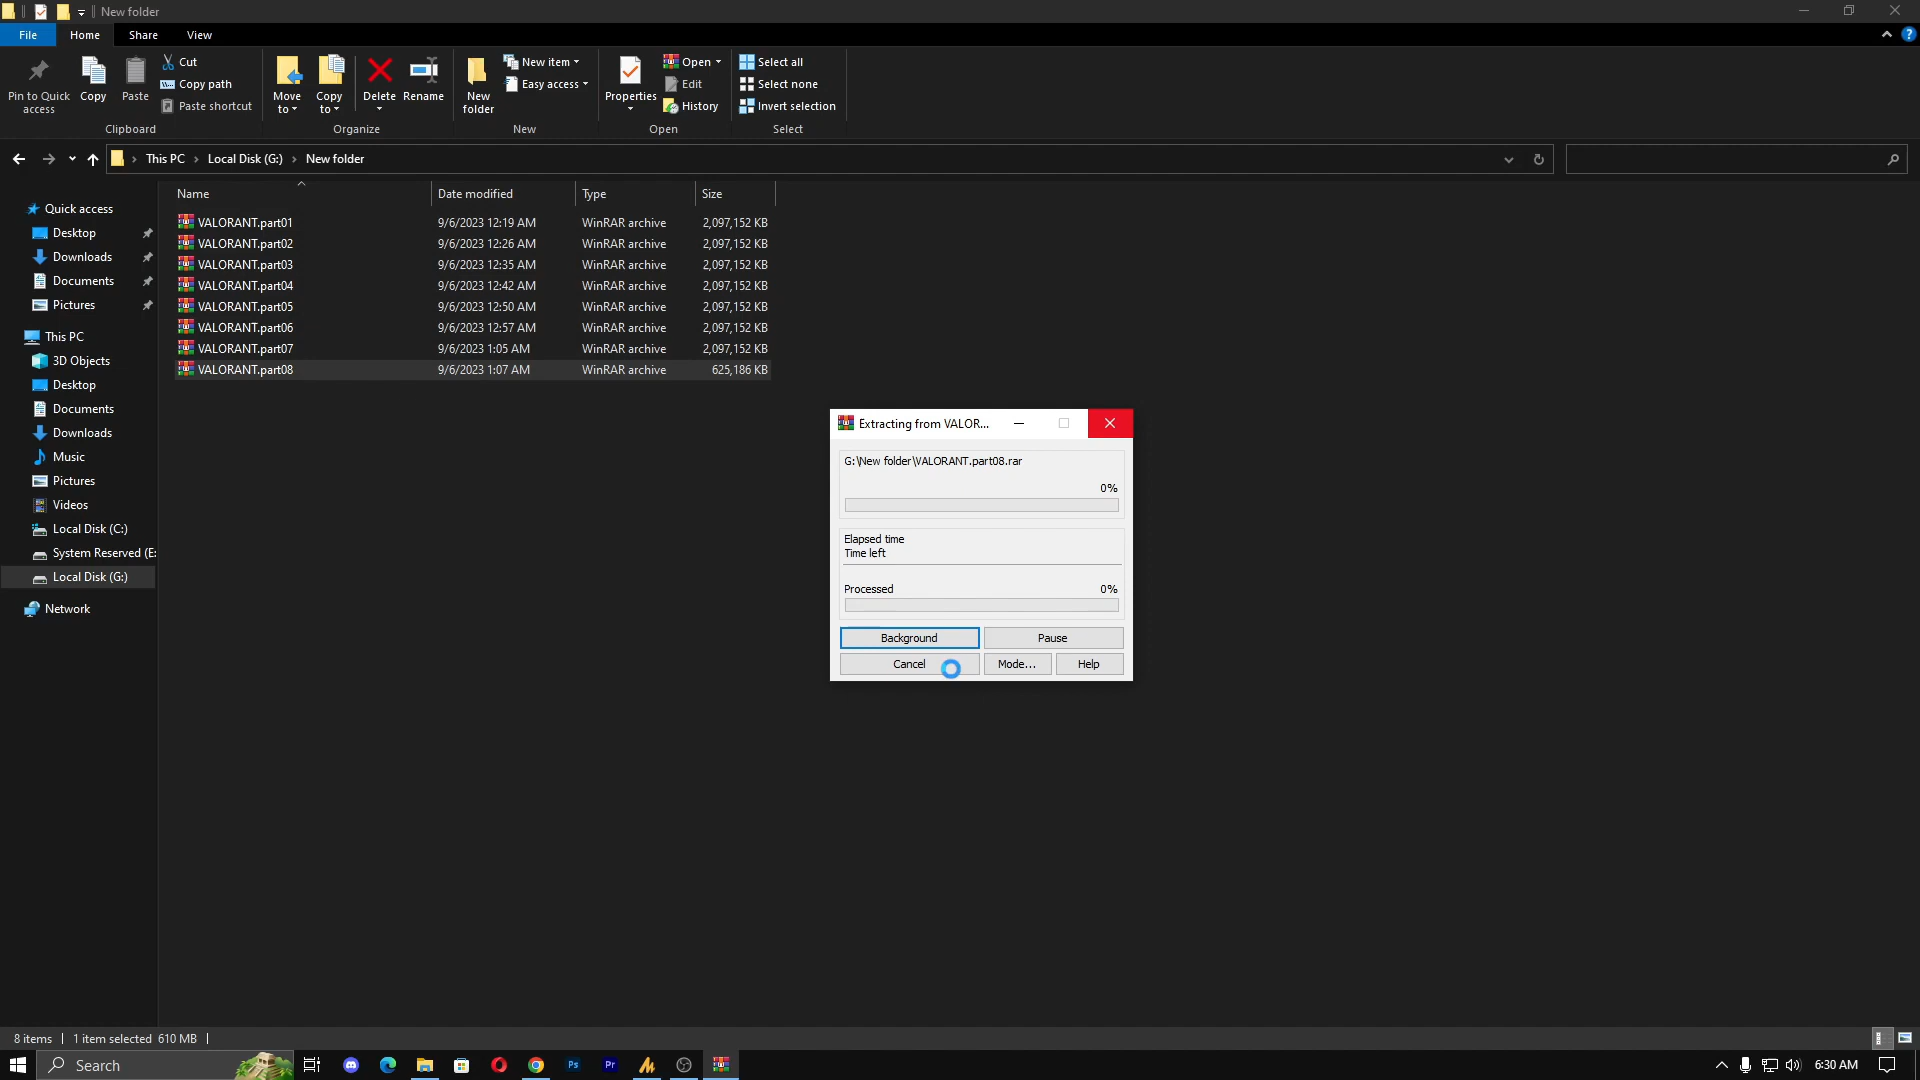 New folder
File Home Share View
Pin to Quick access
Copy
Paste
Cut
Copy path
Paste shortcut
Clipboard
Move to
Copy to
Delete
Rename
Organize
New folder
New item
Easy access
New
Properties
Open
Edit
History
Open
Select all
Select none
Invert selection
Select
This PC › Local Disk (G:) › New folder
Name Date modified Type Size
VALORANT.part01 9/6/2023 12:19 AM WinRAR archive 2,097,152 KB
VALORANT.part02 9/6/2023 12:26 AM WinRAR archive 2,097,152 KB
VALORANT.part03 9/6/2023 12:35 AM WinRAR archive 2,097,152 KB
VALORANT.part04 9/6/2023 12:42 AM WinRAR archive 2,097,152 KB
VALORANT.part05 9/6/2023 12:50 AM WinRAR archive 2,097,152 KB
VALORANT.part06 9/6/2023 12:57 AM WinRAR archive 2,097,152 KB
VALORANT.part07 9/6/2023 1:05 AM WinRAR archive 2,097,152 KB
VALORANT.part08 9/6/2023 1:07 AM WinRAR archive 625,186 KB
Quick access
Desktop
Downloads
Documents
Pictures
This PC
3D Objects
Desktop
Documents
Downloads
Music
Pictures
Videos
Local Disk (C:)
System Reserved (E:
Local Disk (G:)
Network
Extracting from VALOR...
G:\New folder\VALORANT.part08.rar
0%
Elapsed time
Time left
Processed 0%
Background Pause
Cancel Mode... Help
8 items 1 item selected 610 MB
Search
Ps
Pr
6:30 AM